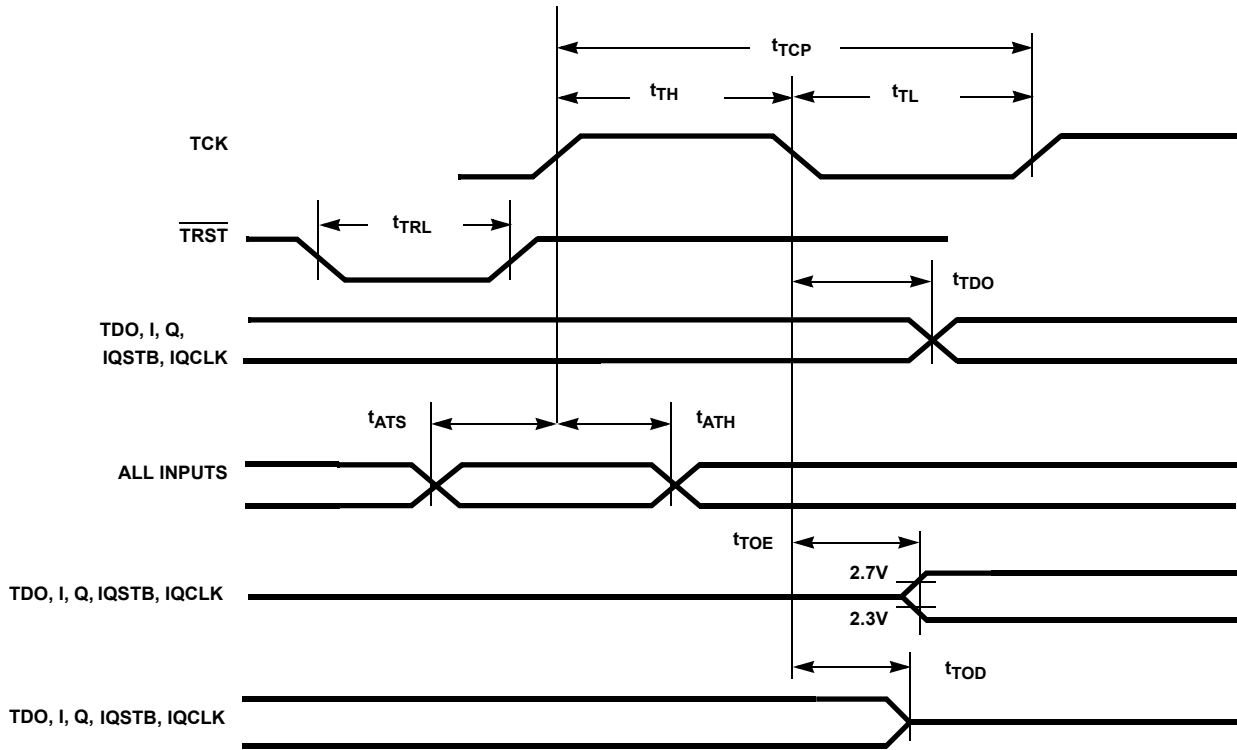 tTCP
tTH
tTL
TCK
TRST
tTRL
tTDO
TDO, I, Q,
IQSTB, IQCLK
tATS
tATH
ALL INPUTS
tTOE
2.7V
TDO, I, Q, IQSTB, IQCLK
2.3V
tTOD
TDO, I, Q, IQSTB, IQCLK